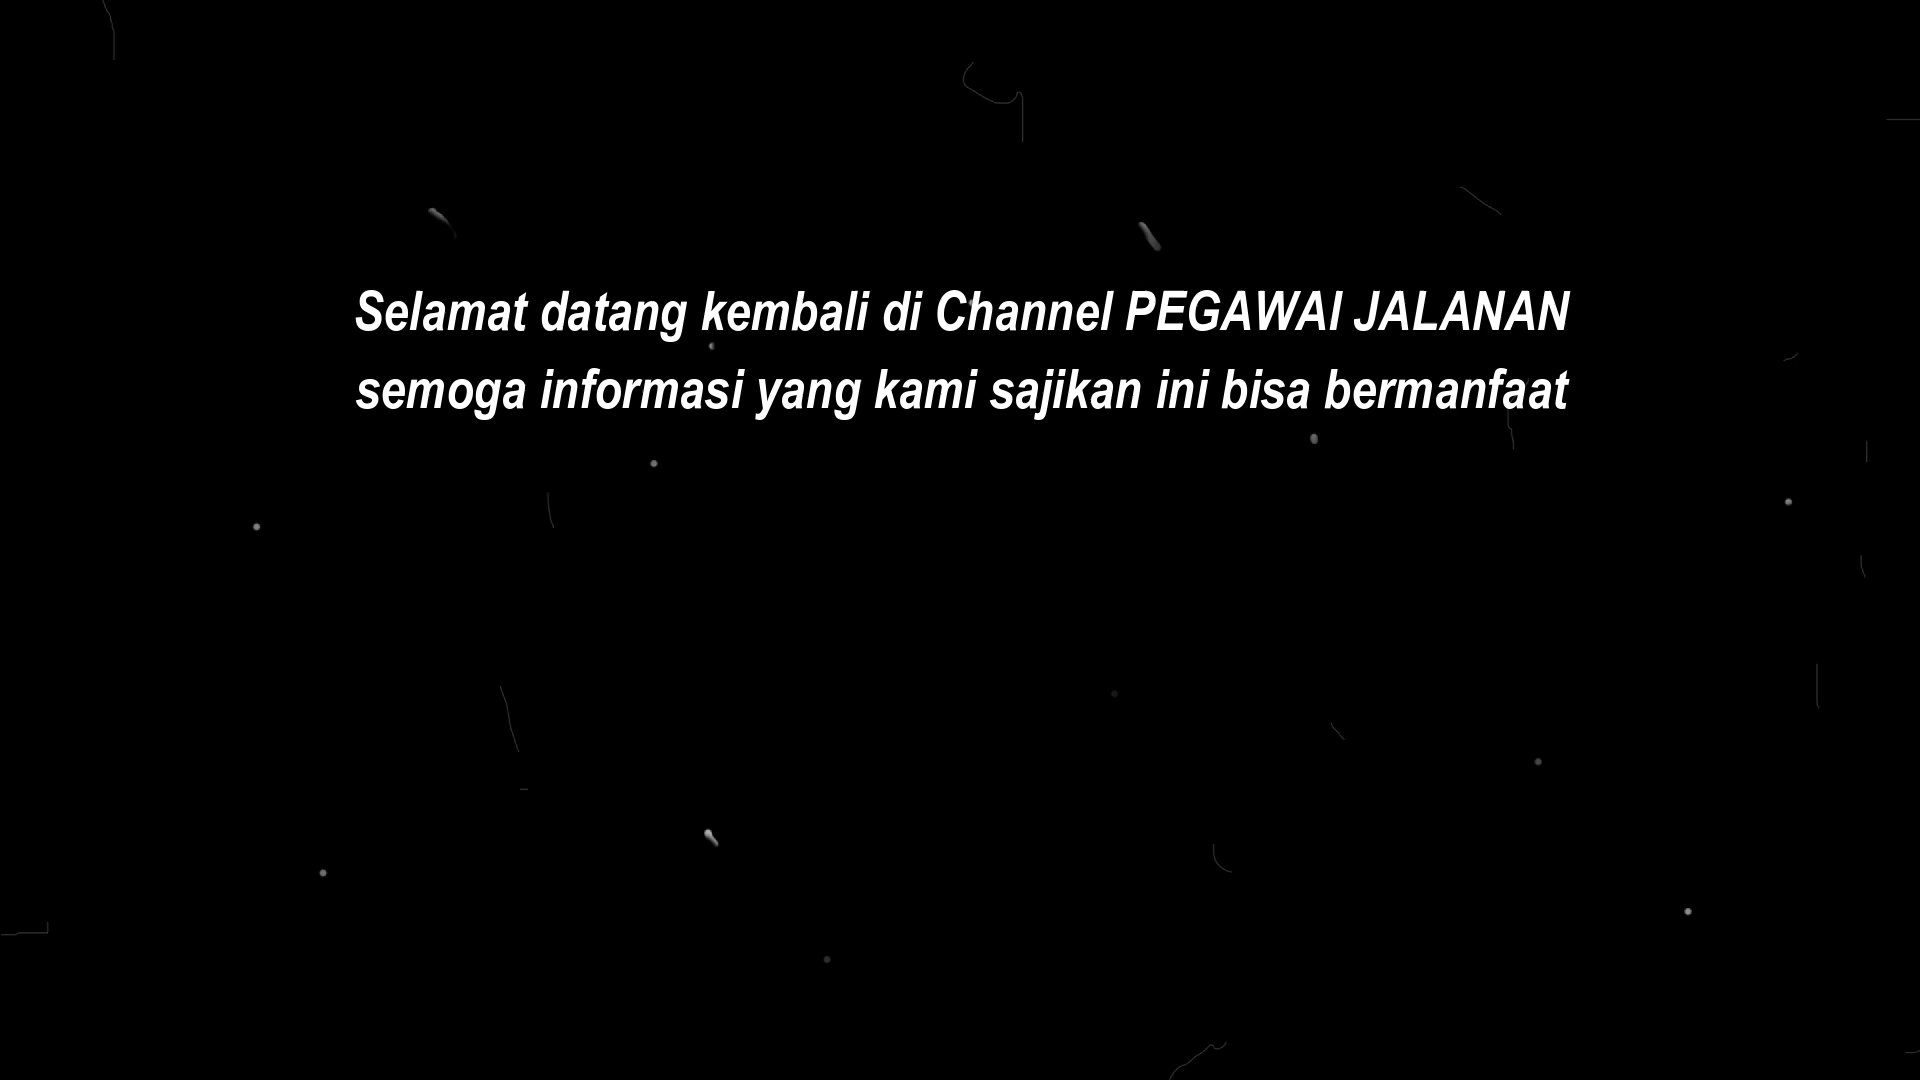 Selamat datang kembali di Channel PEGAWAI JALANAN
semoga informasi yang kami sajikan ini bisa bermanfaat